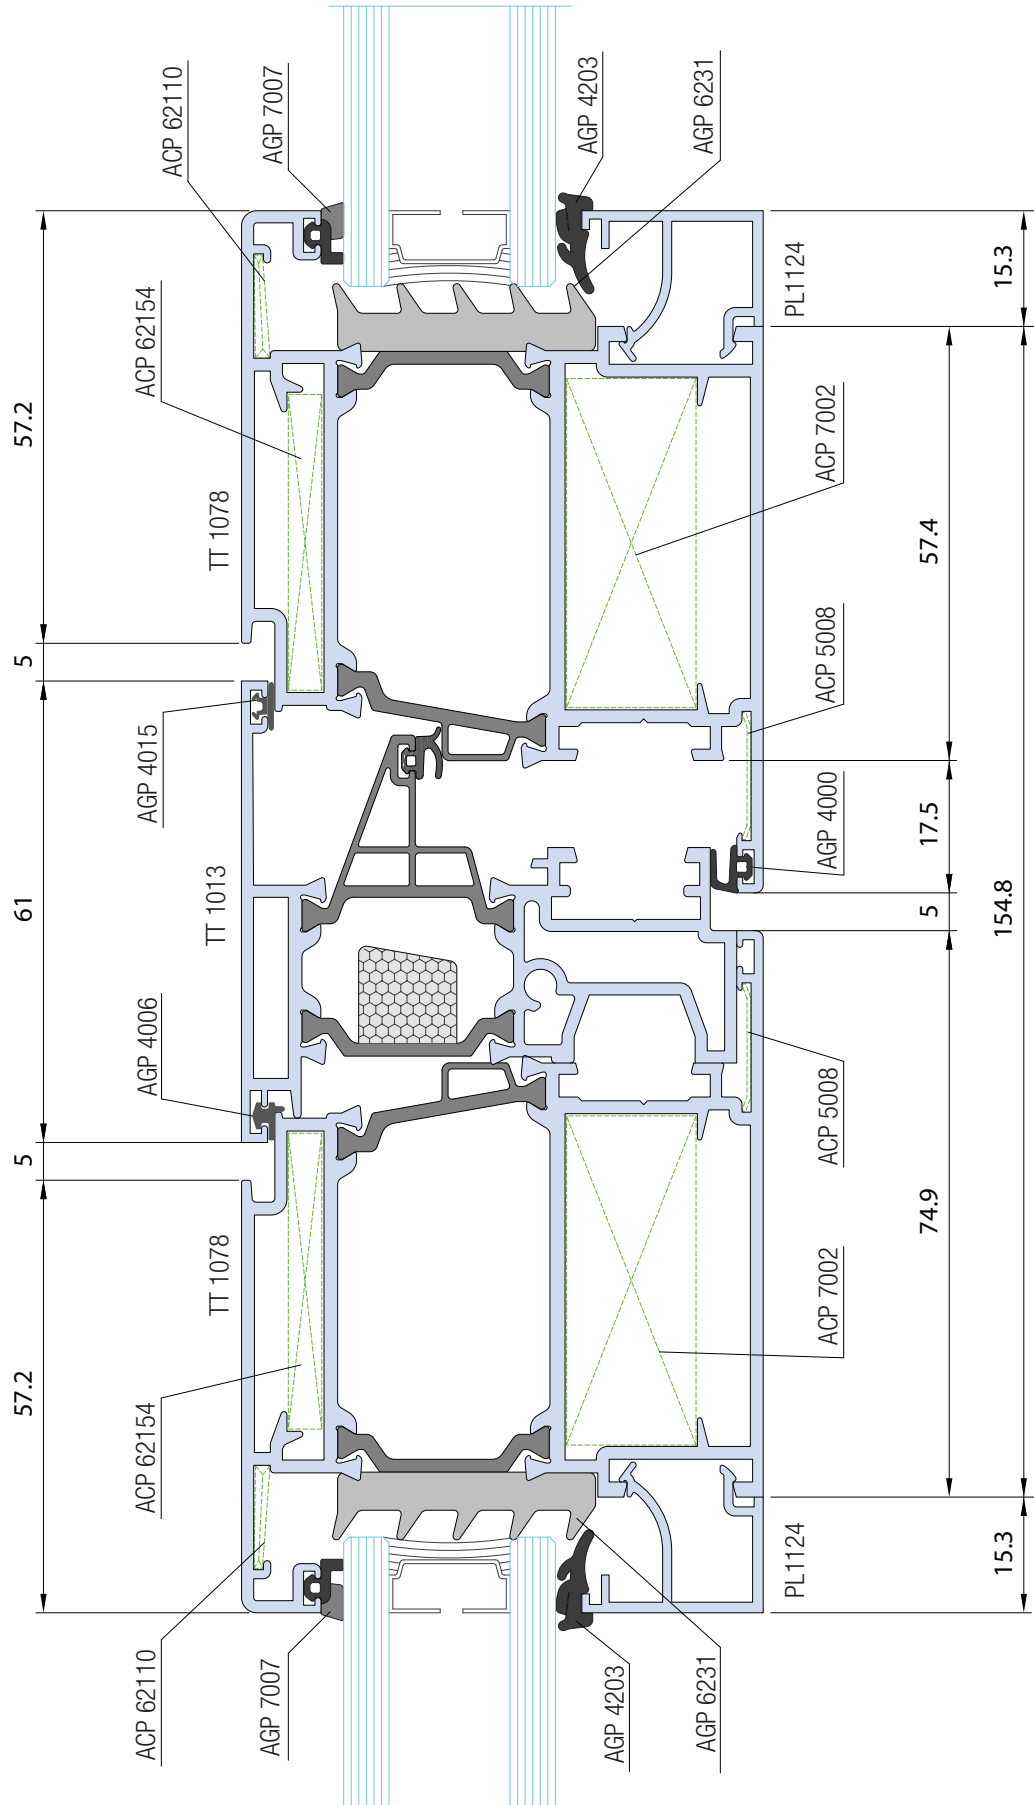 ACP 62110
AGP 7007
AGP 4203
AGP 6231
ACP 62154
PL1124
15.3
57.2
TT 1078
ACP 7002
57.4
5
AGP 4015
ACP 5008
AGP 4000
17.5
61
TT 1013
5
154.8
AGP 4006
ACP 5008
5
TT 1078
74.9
ACP 7002
57.2
ACP 62154
PL1124
15.3
ACP 62110
AGP 7007
AGP 4203
AGP 6231